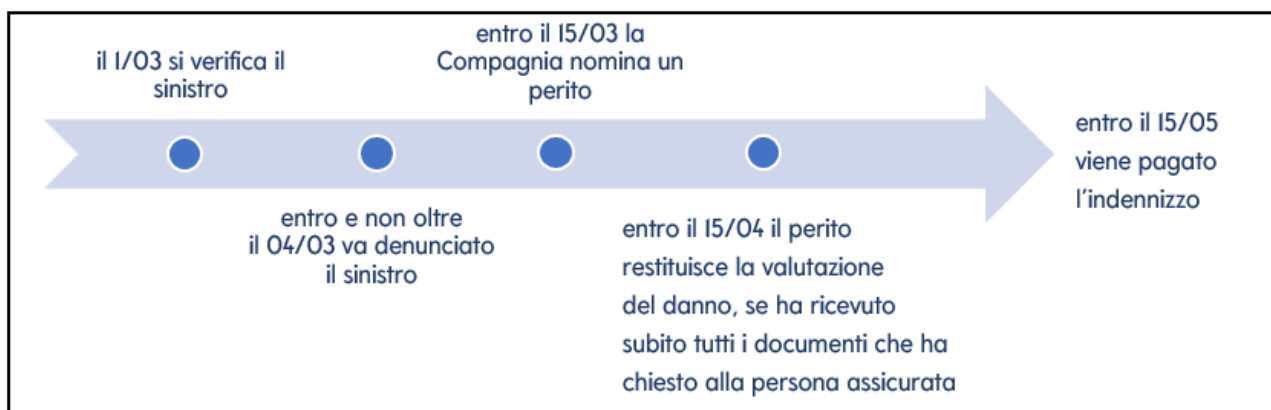 il 1/03 si verifica il
sinistro
entro e non oltre
il 04/03 va denunciato
il sinistro
entro il 15/03 la
Compagnia nomina un
perito
entro il 15/04 il perito
restituisce la valutazione
del danno, se ha ricevuto
subito tutti i documenti che ha
chiesto alla persona assicurata
entro il 15/05
viene pagato
l'indennizzo